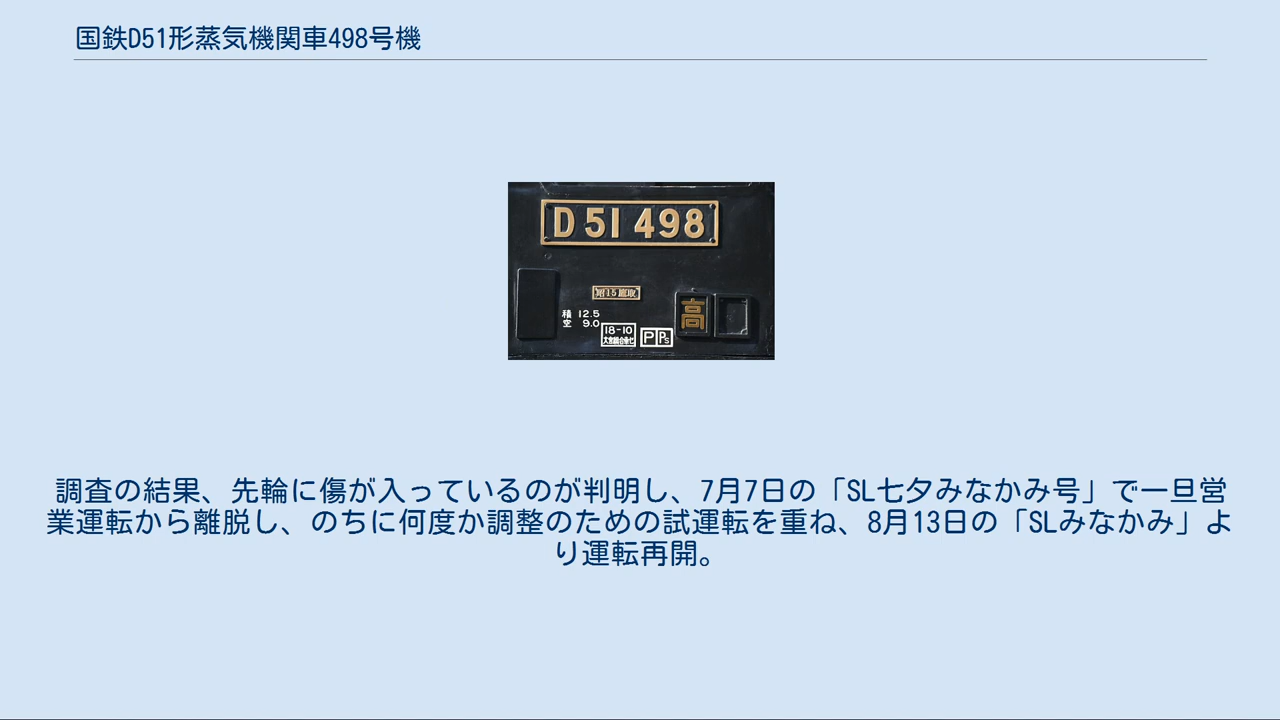 国鉄D51形蒸気機関車498号機
D51 498
積 12.5
空 9.0
18-10
P Ps
高
調査の結果、先輪に傷が入っているのが判明し、7月7日の「SL七夕みなかみ号」で一旦営
業運転から離脱し、のちに何度か調整のための試運転を重ね、8月13日の「SLみなかみ」よ
り運転再開。